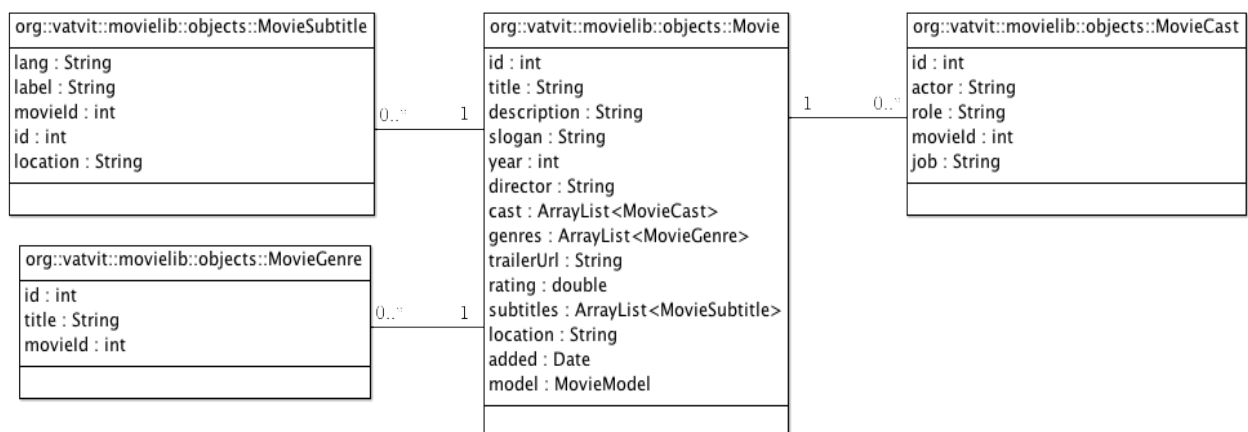 org::vatvit::movielib::objects::MovieSubtitle
lang : String
label : String
movieId : int
id : int
location : String
0..*
1
org::vatvit::movielib::objects::MovieGenre
id : int
title : String
movieId : int
0..*
1
org::vatvit::movielib::objects::Movie
id : int
title : String
description : String
slogan : String
year : int
director : String
cast : ArrayList<MovieCast>
genres : ArrayList<MovieGenre>
trailerUrl : String
rating : double
subtitles : ArrayList<MovieSubtitle>
location : String
added : Date
model : MovieModel
1
0..*
org::vatvit::movielib::objects::MovieCast
id : int
actor : String
role : String
movieId : int
job : String